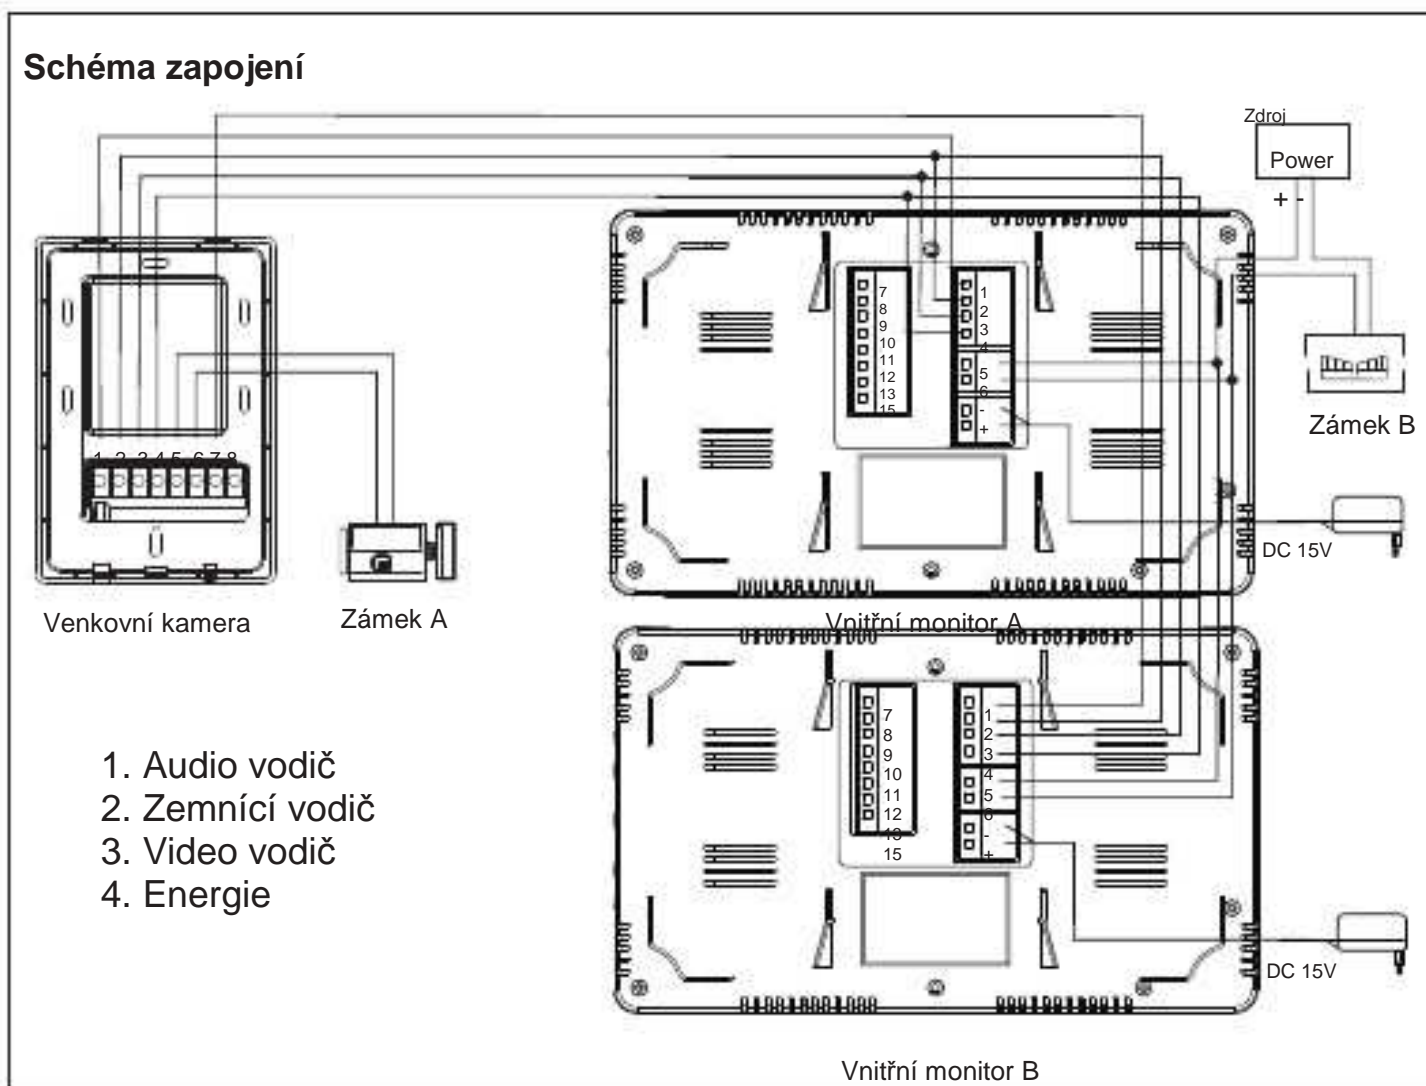 Schéma zapojení
Zdroj
Power
+ -
7
8
9
10
11
12
13
15
1
2
3
4
5
6
-
+
Zámek B
1 2 3 4 5 6 7 8
DC 15V
Venkovní kamera
Zámek A
Vnitřní monitor A
7
8
9
10
11
12
13
15
1
2
3
4
5
6
-
+
1. Audio vodič
2. Zemnící vodič
3. Video vodič
4. Energie
DC 15V
Vnitřní monitor B